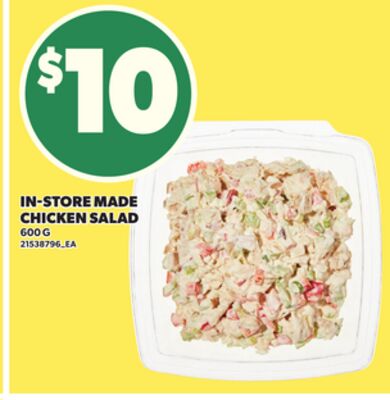 $10
IN-STORE MADE
CHICKEN SALAD
600 G
21538796_EA